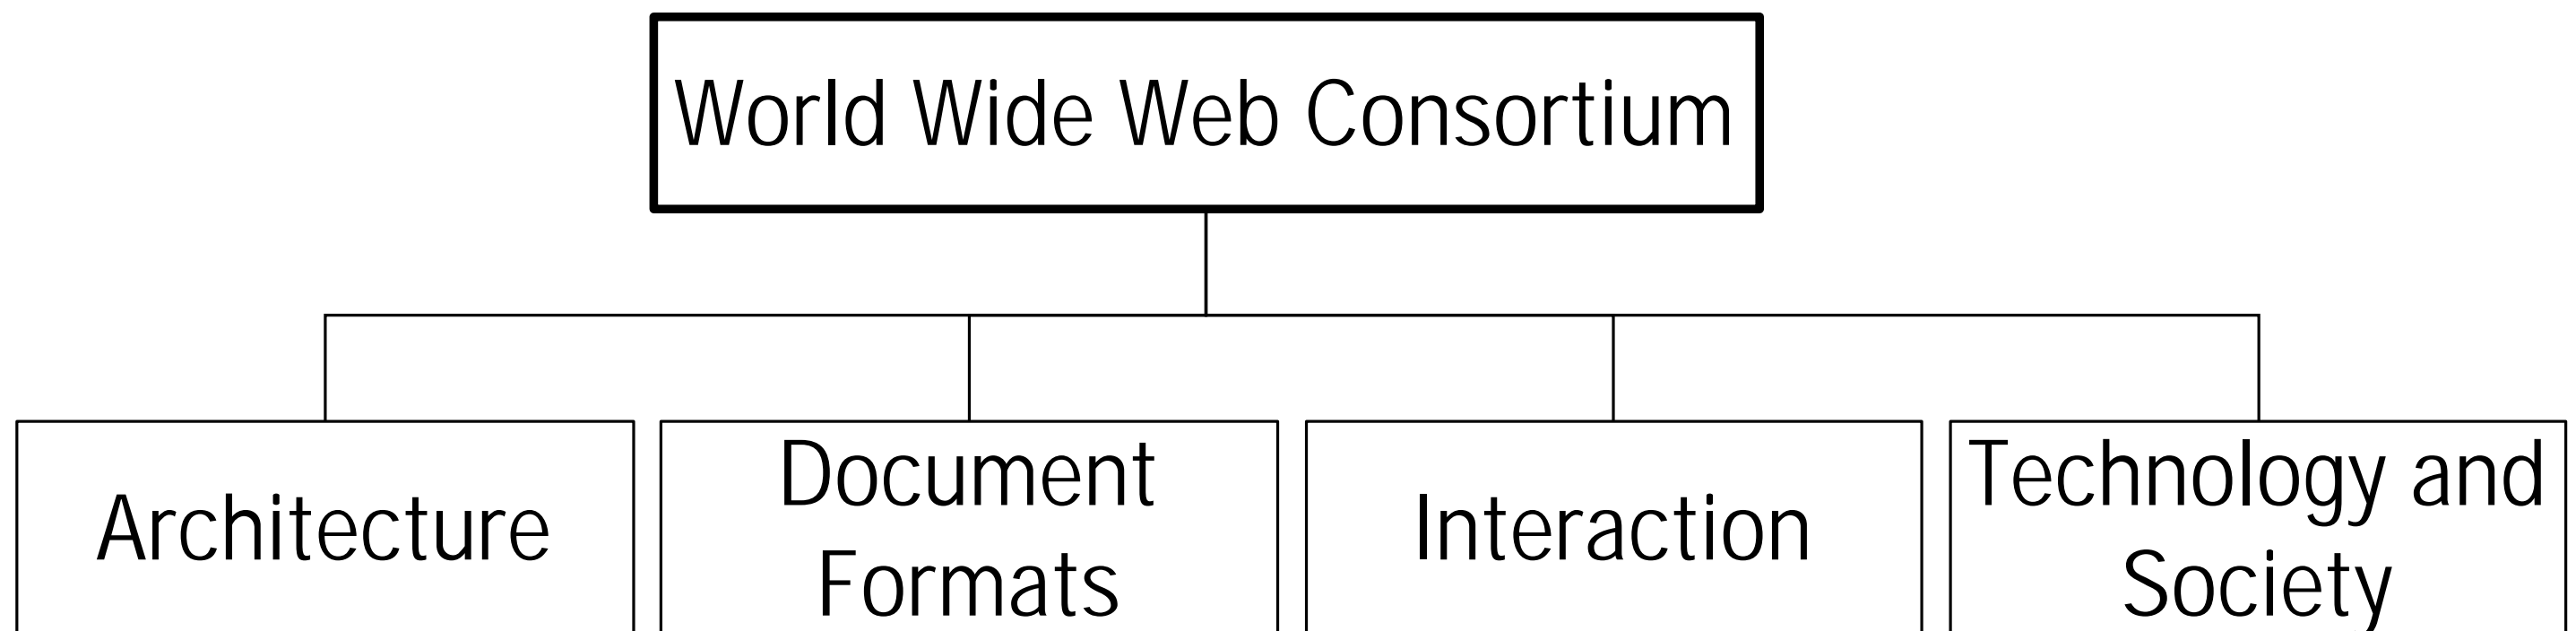 World Wide Web Consortium
Architecture
Document
Formats
Interaction
Technology and
Society